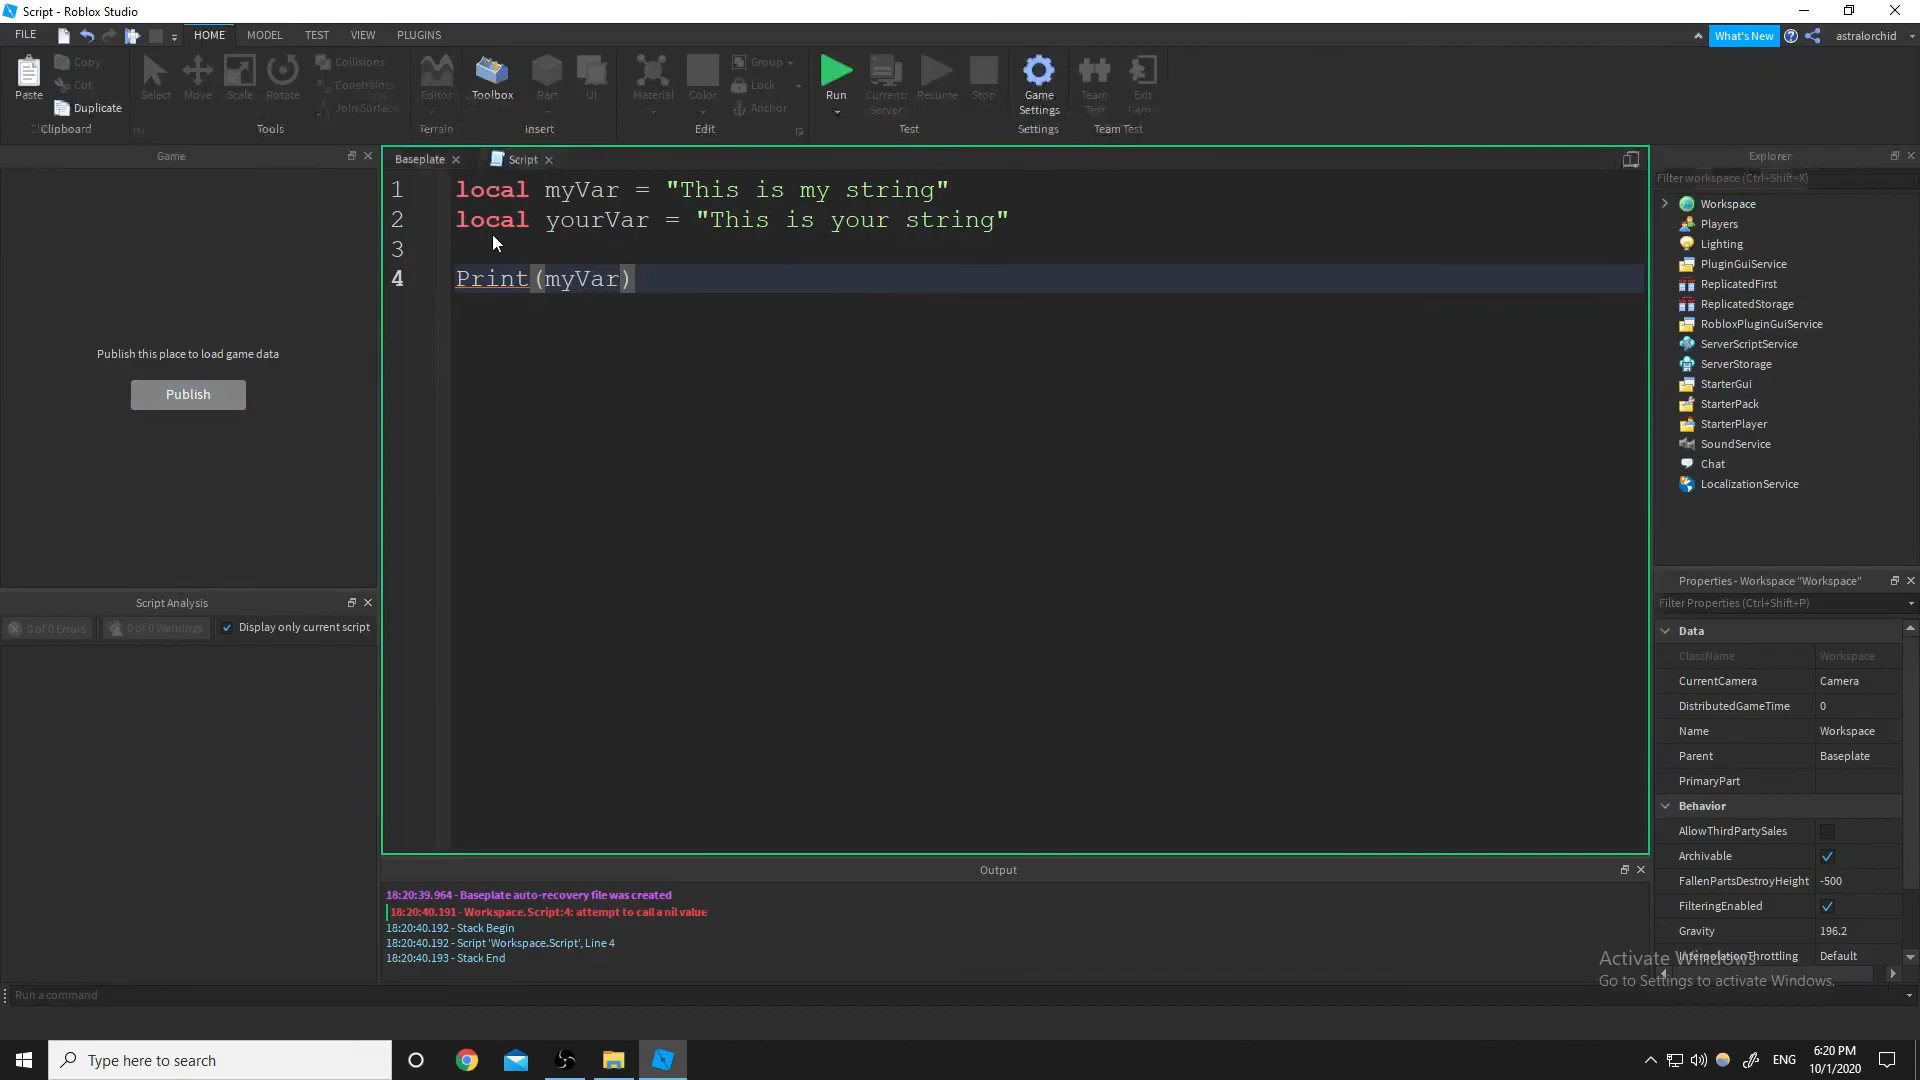 Script - Roblox Studio
FILE HOME MODEL TEST VIEW PLUGINS What's New astralorchid
Paste Copy Cut Duplicate Clipboard
Select Move Scale Rotate Collisions Constraints Join Surface Tools
Editor Terrain
Toolbox Part UI Insert
Material Color Group Lock Anchor Edit
Run Current: Server Resume Stop Test
Game Settings Settings
Team Test Exit Game Team Test
Game
Publish this place to load game data
Publish
Script Analysis
0 of 0 Errors 0 of 0 Warnings Display only current script
Baseplate Script
1 local myVar = "This is my string"
2 local yourVar = "This is your string"
3
4 Print(myVar)
Output
18:20:39.964 - Baseplate auto-recovery file was created
18:20:40.191 - Workspace.Script:4: attempt to call a nil value
18:20:40.192 - Stack Begin
18:20:40.192 - Script 'Workspace.Script', Line 4
18:20:40.193 - Stack End
Explorer
Filter workspace (Ctrl+Shift+X)
Workspace
Players
Lighting
PluginGuiService
ReplicatedFirst
ReplicatedStorage
RobloxPluginGuiService
ServerScriptService
ServerStorage
StarterGui
StarterPack
StarterPlayer
SoundService
Chat
LocalizationService
Properties - Workspace "Workspace"
Filter Properties (Ctrl+Shift+P)
Data
ClassName Workspace
CurrentCamera Camera
DistributedGameTime 0
Name Workspace
Parent Baseplate
PrimaryPart
Behavior
AllowThirdPartySales
Archivable
FallenPartsDestroyHeight -500
FilteringEnabled
Gravity 196.2
InterpolationThrottling Default
Activate Windows
Go to Settings to activate Windows.
Run a command
Type here to search
ENG
6:20 PM
10/1/2020